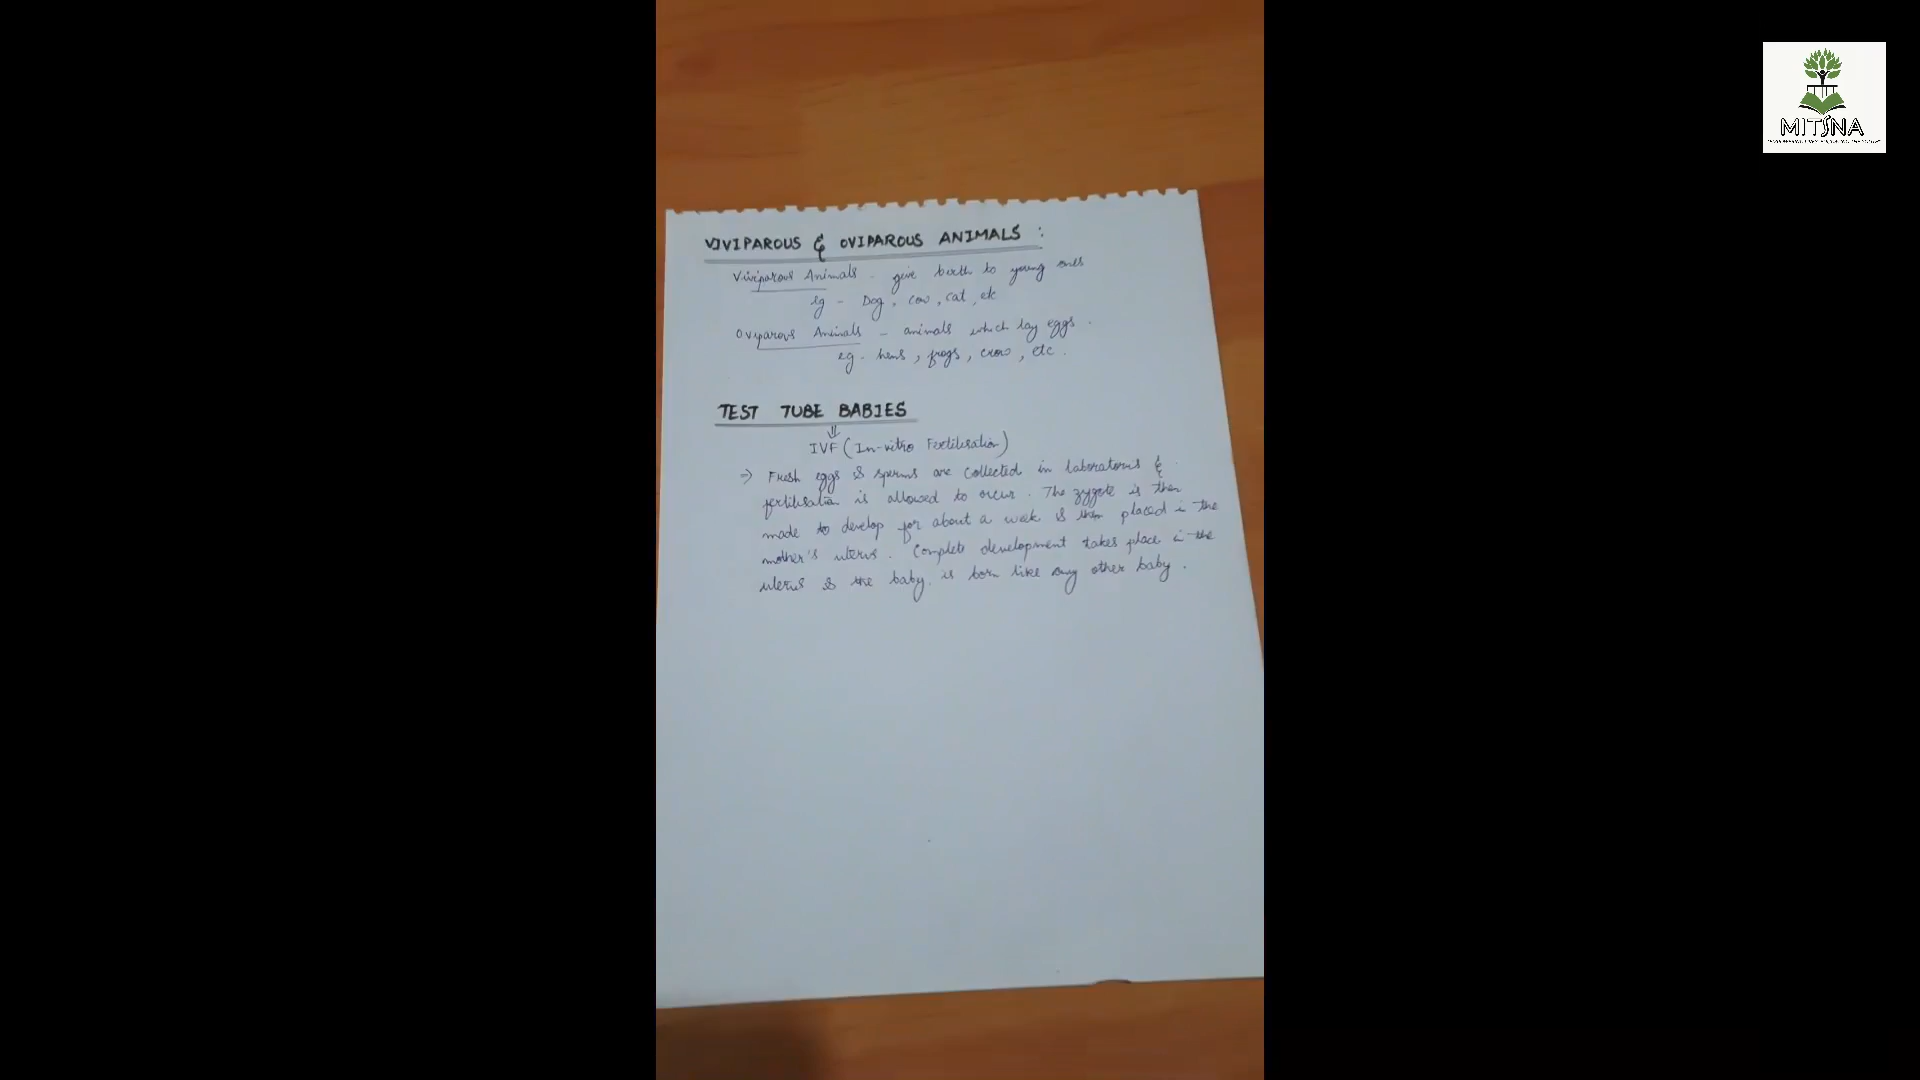 VIVIPAROUS & OVIPAROUS ANIMALS :
Viviparous Animals - give birth to young ones
eg - Dog, cow, cat, etc
Oviparous Animals - animals which lay eggs.
eg. hens, frogs, crow, etc.
TEST TUBE BABIES
⇓
IVF (In-vitro Fertilisation)
⇒ Fresh eggs & sperms are collected in laboratories &
fertilisation is allowed to occur. The zygote is then
made to develop for about a week & then placed in the
mother's uterus. Complete development takes place in the
uterus & the baby is born like any other baby.
MITSNA